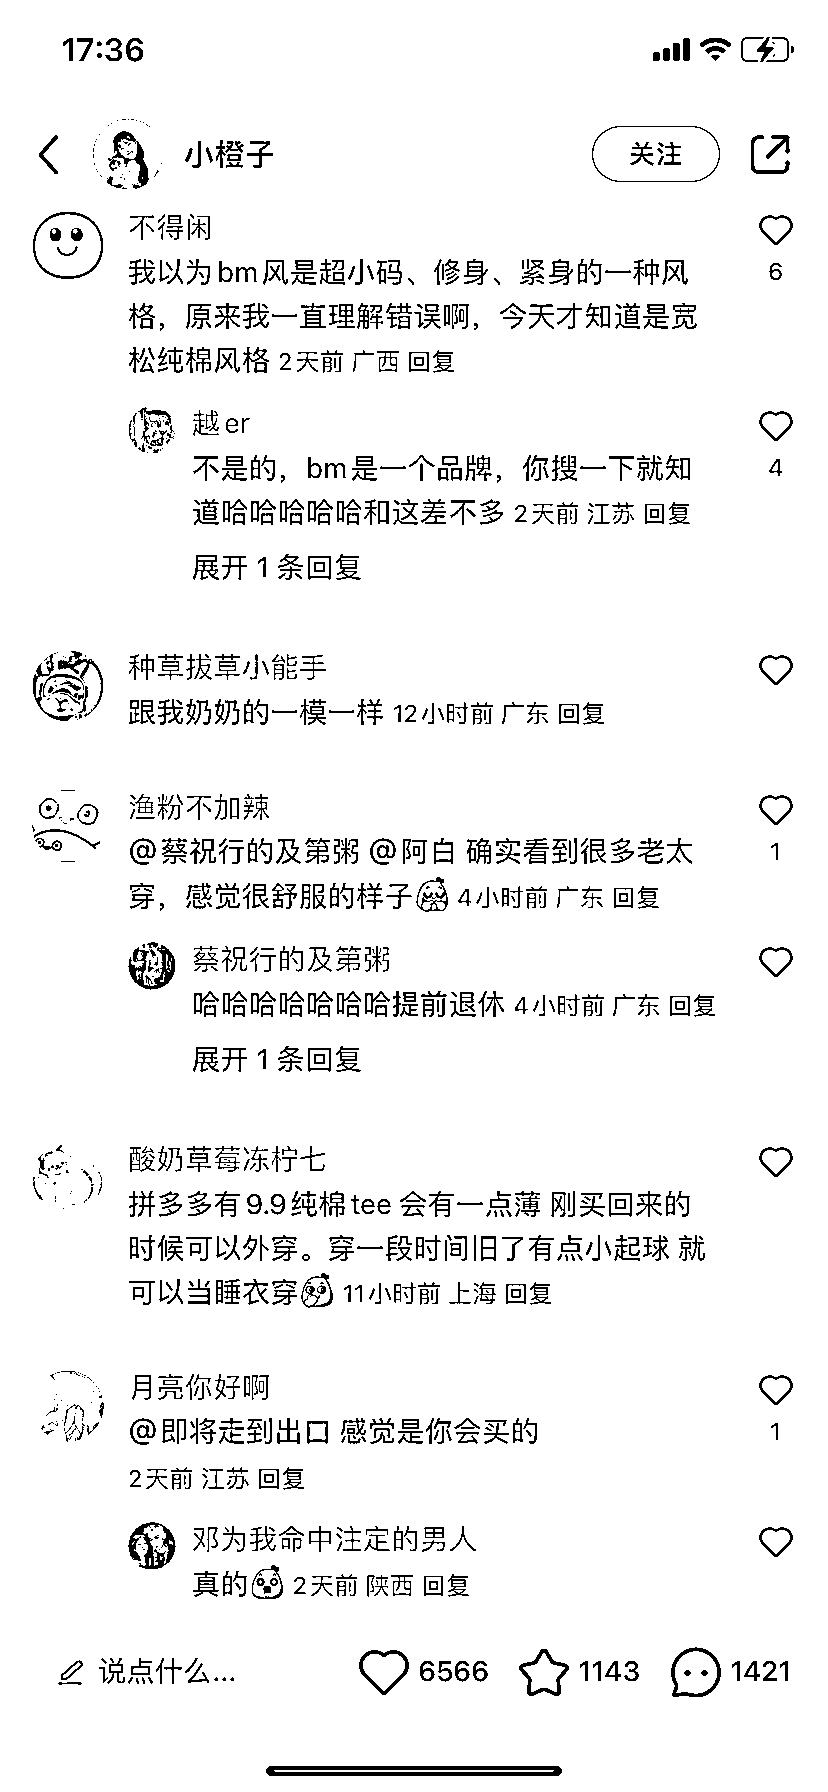 17:36
小橙子
关注
不得闲
我以为bm风是超小码、修身、紧身的一种风
格，原来我一直理解错误啊，今天才知道是宽
松纯棉风格 2天前 广西 回复
6
越er
不是的，bm是一个品牌，你搜一下就知
道哈哈哈哈哈和这差不多 2天前 江苏 回复
4
展开 1 条回复
种草拔草小能手
跟我奶奶的一模一样 12小时前 广东 回复
渔粉不加辣
@蔡祝行的及第粥 @阿白 确实看到很多老太
穿，感觉很舒服的样子 4小时前 广东 回复
1
蔡祝行的及第粥
哈哈哈哈哈哈哈提前退休 4小时前 广东 回复
展开 1 条回复
酸奶草莓冻柠七
拼多多有9.9纯棉tee 会有一点薄 刚买回来的
时候可以外穿。穿一段时间旧了有点小起球 就
可以当睡衣穿 11小时前 上海 回复
月亮你好啊
@即将走到出口 感觉是你会买的
2天前 江苏 回复
1
邓为我命中注定的男人
真的 2天前 陕西 回复
说点什么...
6566
1143
1421